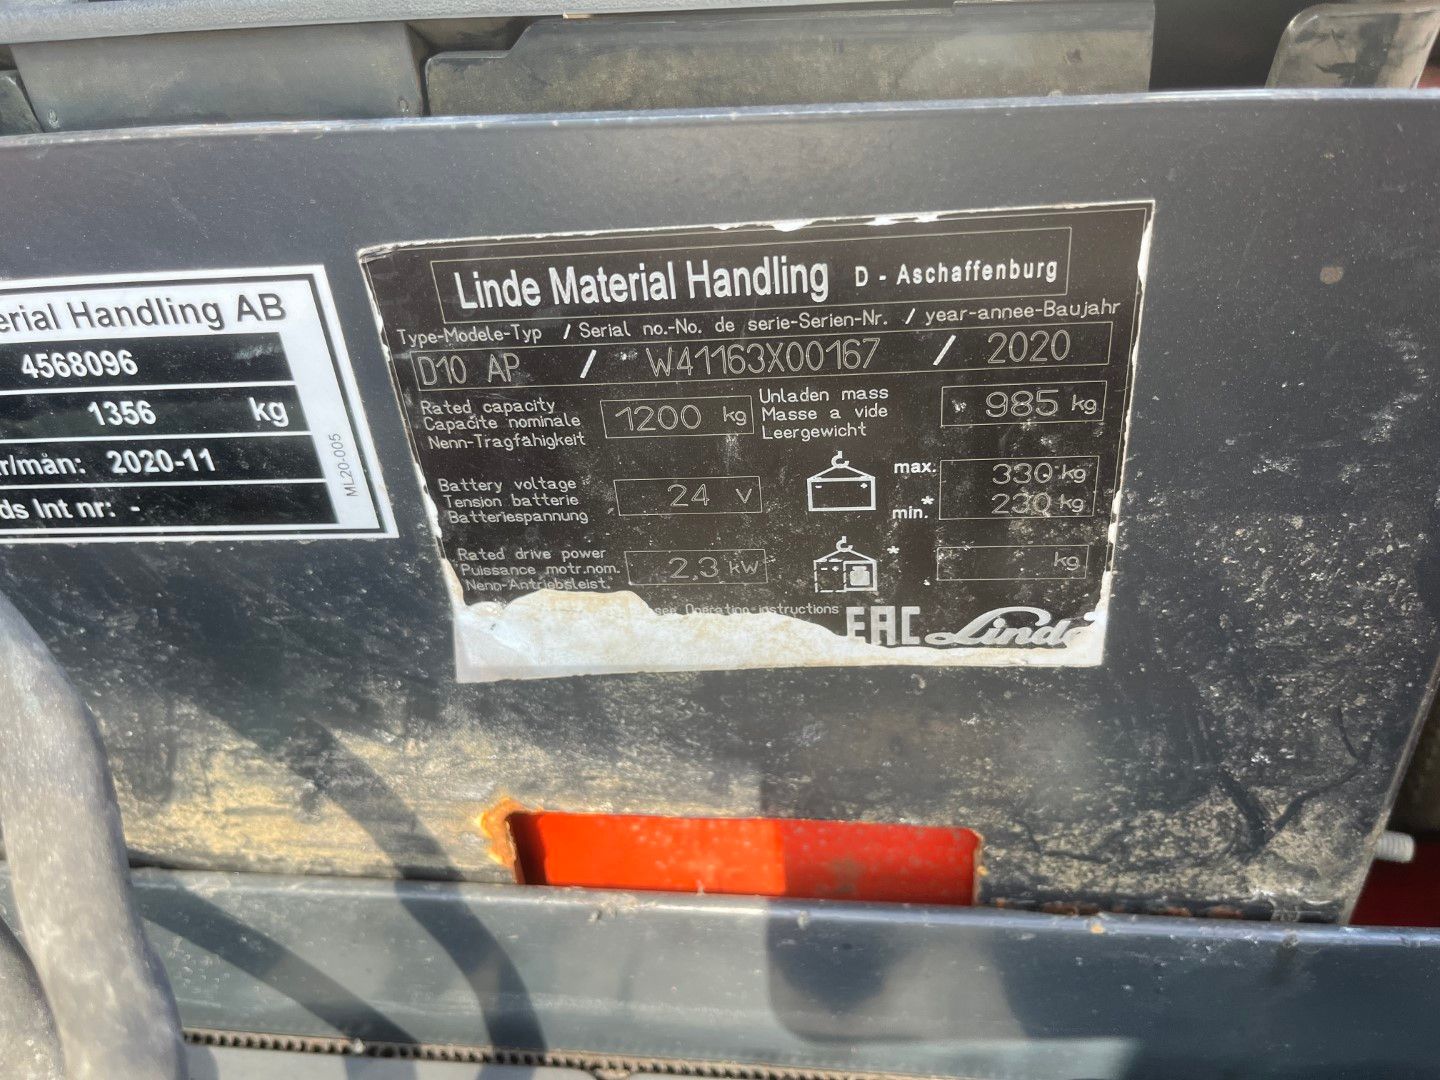 erial Handling AB
4568096
1356 kg
r/mån: 2020-11
ds Int nr: -
ML20-005
Linde Material Handling D - Aschaffenburg
Type-Modele-Typ / Serial no.-No. de serie-Serien-Nr. / year-annee-Baujahr
D10 AP / W41163X00167 / 2020
Rated capacity
Capacite nominale
Nenn-Tragfähigkeit
1200 kg
Unladen mass
Masse a vide
Leergewicht
985 kg
Battery voltage
Tension batterie
Batteriespannung
24 V
max. 330 kg
min. * 230 kg
Rated drive power
Puissance motr.nom.
Nenn-Antriebsleist.
2,3 kW
* kg
see Operating instructions
EAC Linde